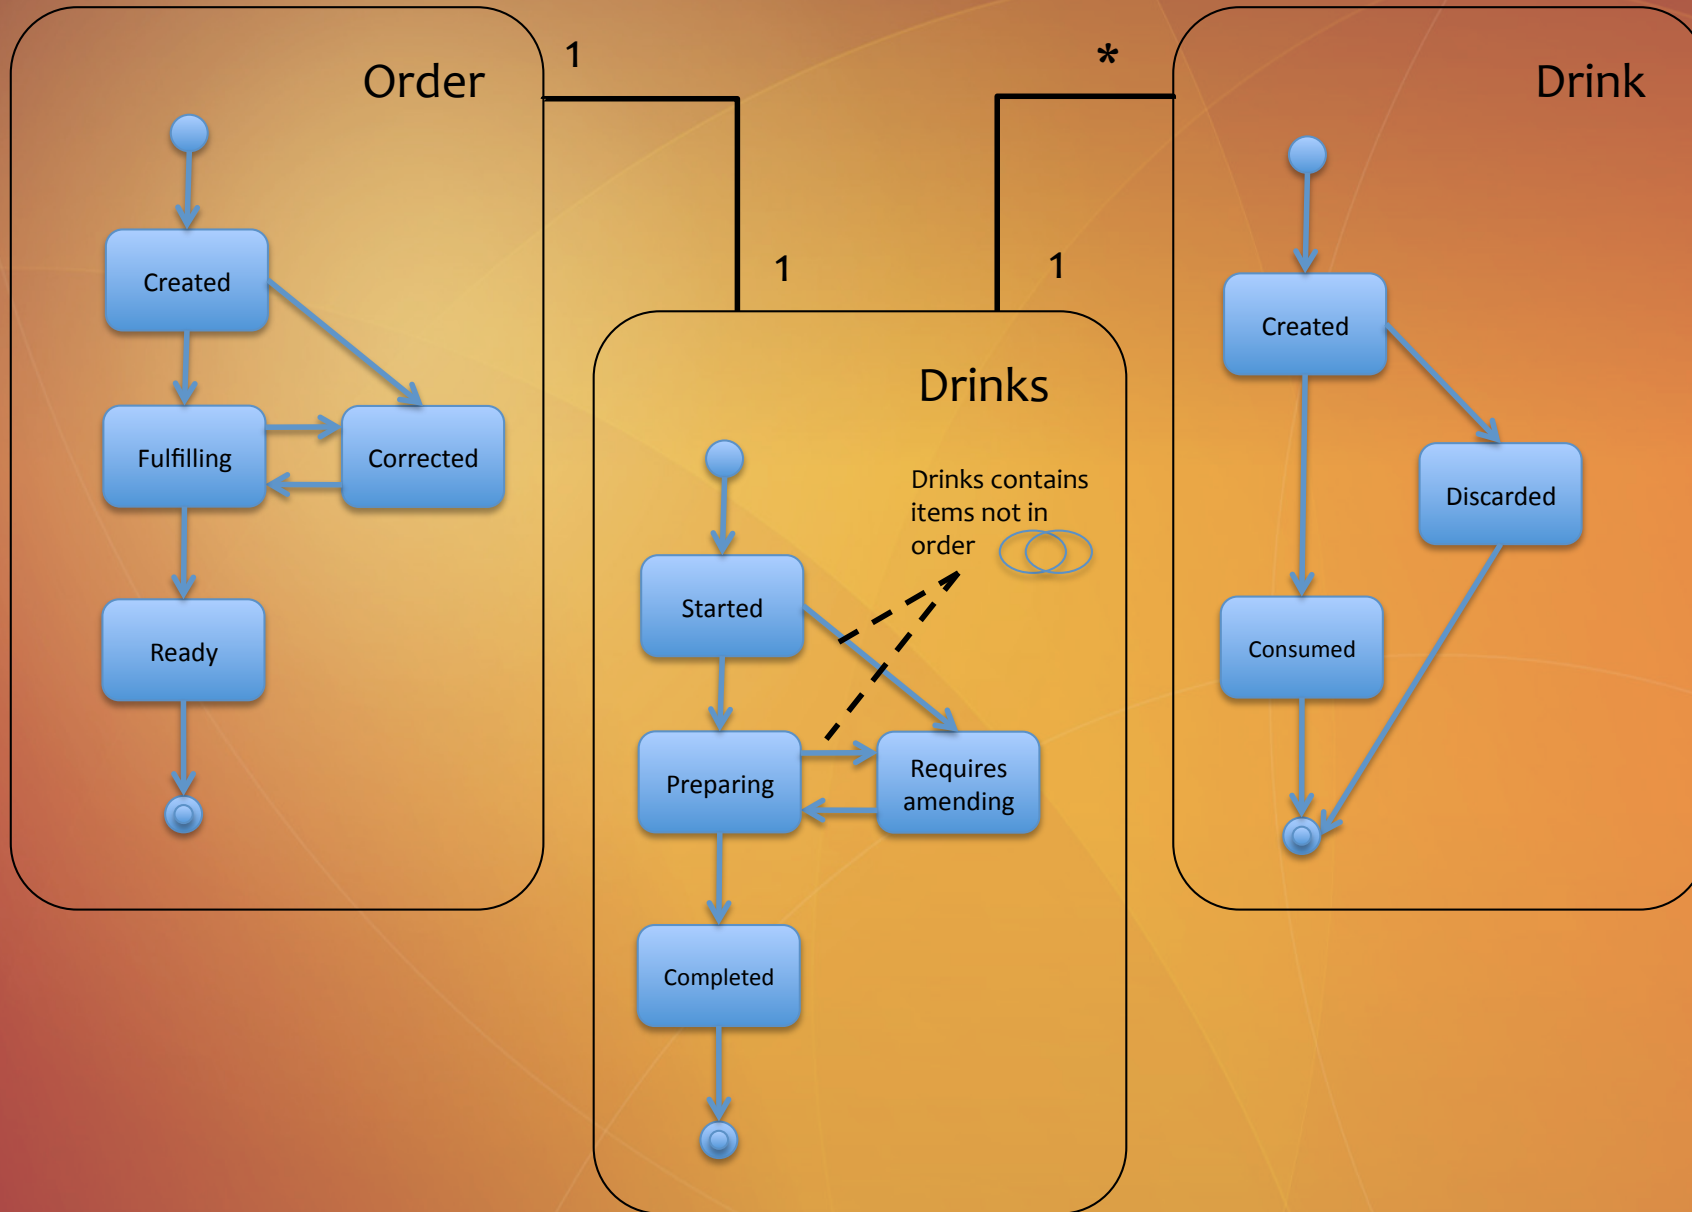 Order
1
*
Drink
1
1
Created
Fulfilling
Corrected
Ready
Drinks
Drinks contains
items not in
order
Started
Preparing
Requires
amending
Completed
Created
Discarded
Consumed